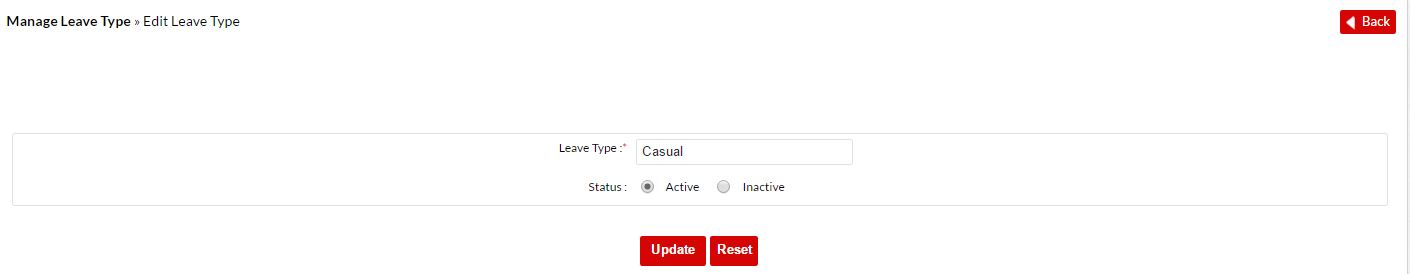 Manage Leave Type » Edit Leave Type
Back
Leave Type :* Casual
Status : Active Inactive
Update Reset